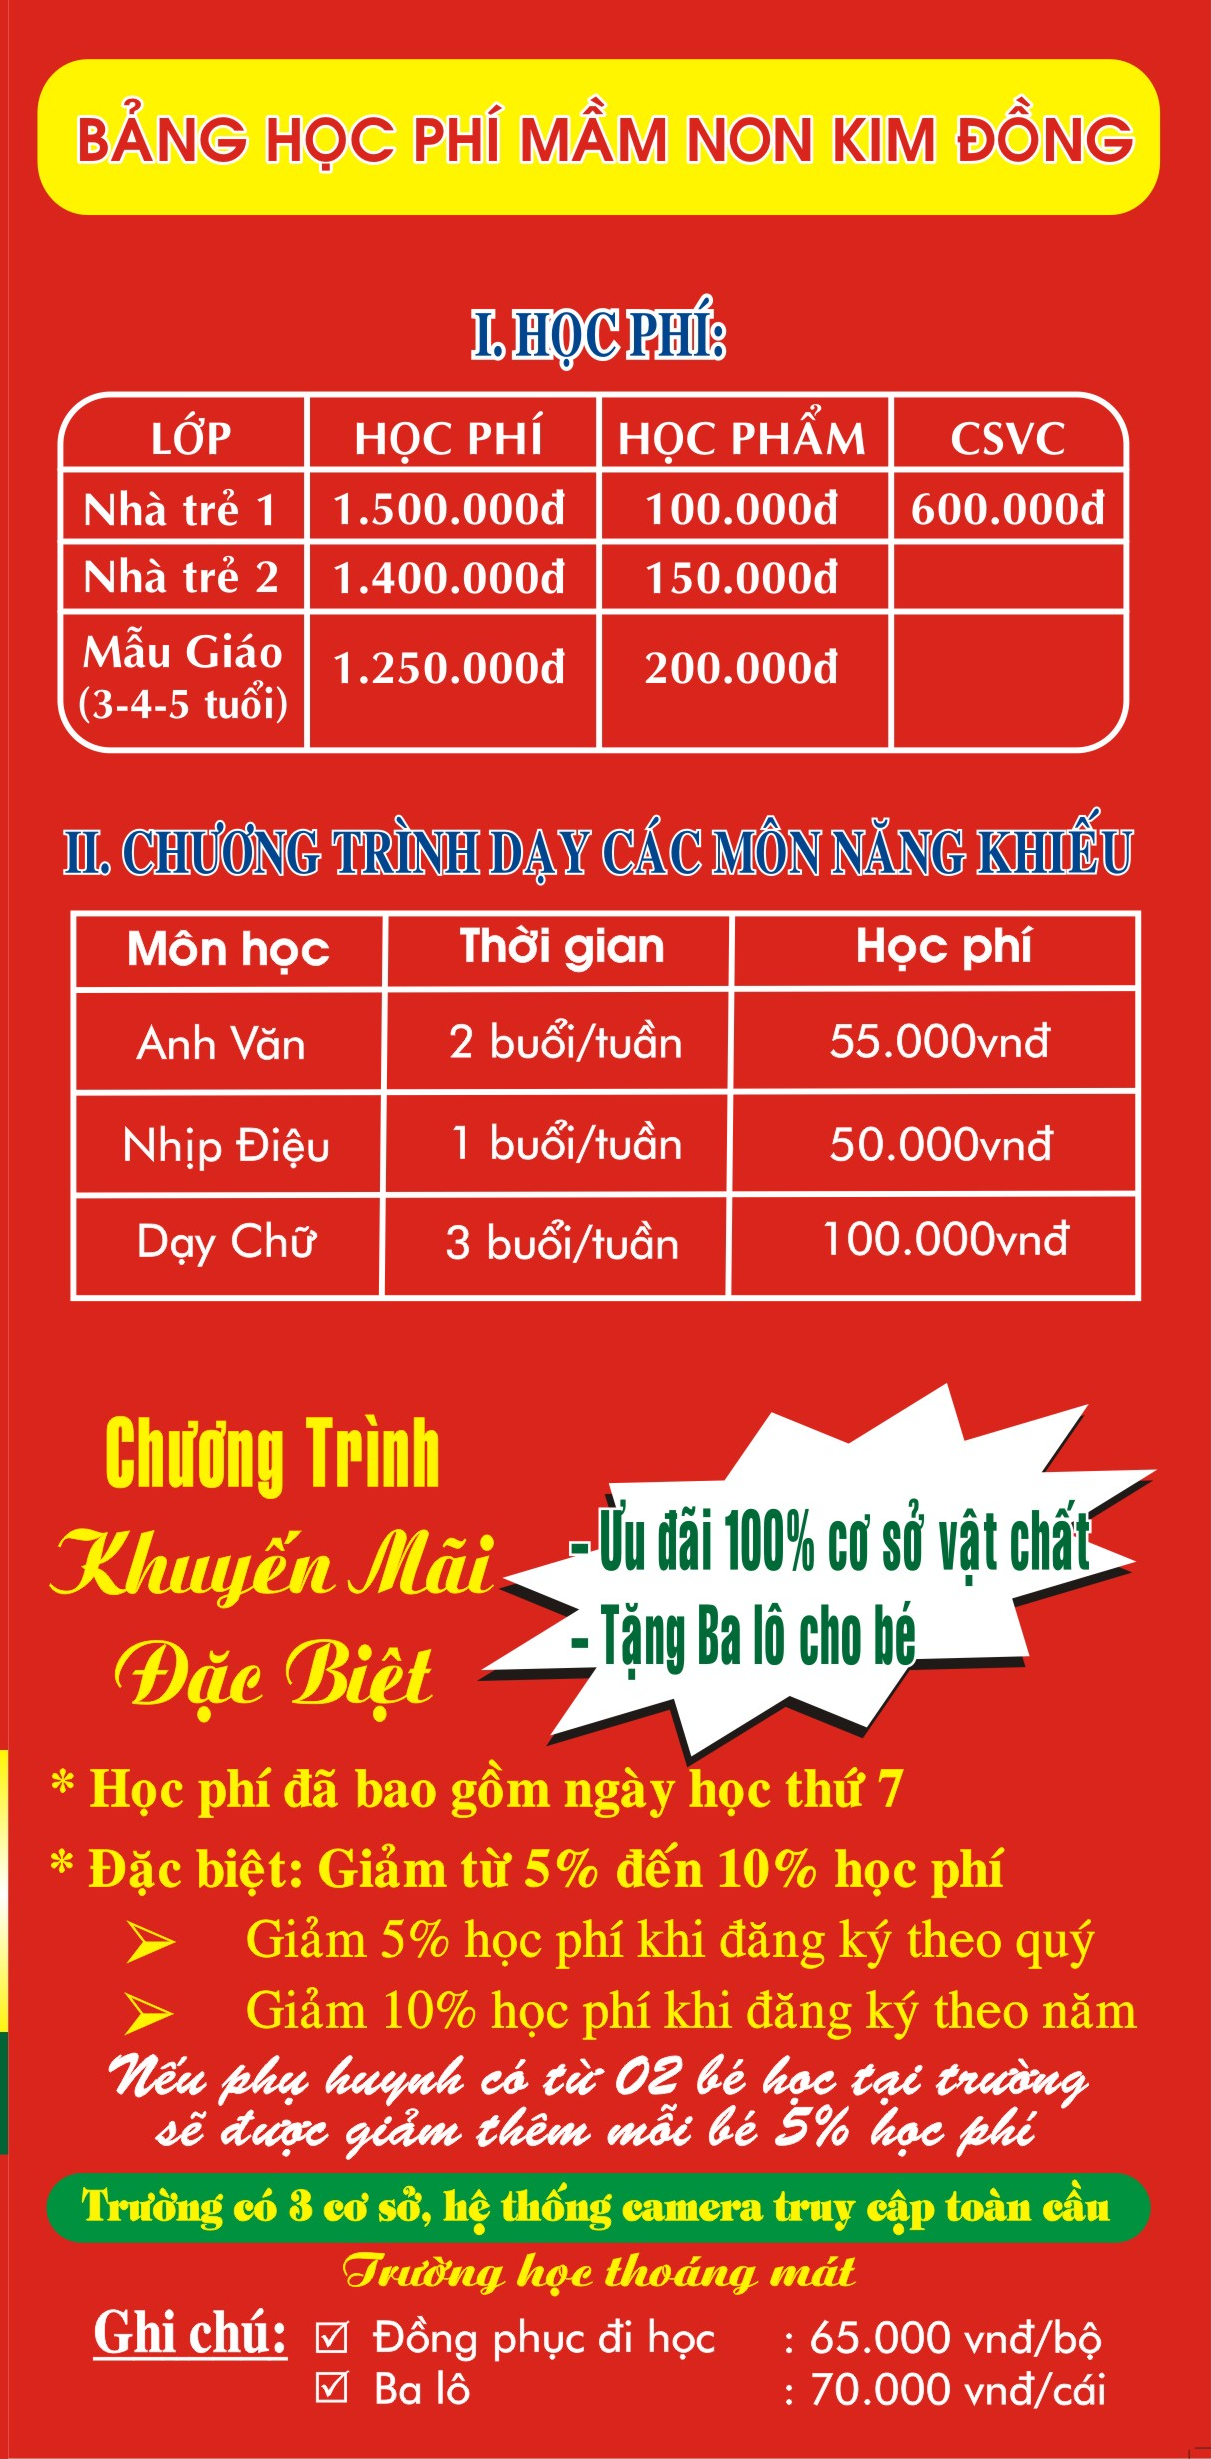 BẢNG HỌC PHÍ MẦM NON KIM ĐỒNG
I. HỌC PHÍ:
LỚP HỌC PHÍ HỌC PHẨM CSVC
Nhà trẻ 1 1.500.000đ 100.000đ 600.000đ
Nhà trẻ 2 1.400.000đ 150.000đ
Mẫu Giáo
(3-4-5 tuổi) 1.250.000đ 200.000đ
II. CHƯƠNG TRÌNH DẠY CÁC MÔN NĂNG KHIẾU
Môn học Thời gian Học phí
Anh Văn 2 buổi/tuần 55.000vnđ
Nhịp Điệu 1 buổi/tuần 50.000vnđ
Dạy Chữ 3 buổi/tuần 100.000vnđ
Chương Trình
Khuyến Mãi
Đặc Biệt
- Ưu đãi 100% cơ sở vật chất
- Tặng Ba lô cho bé
* Học phí đã bao gồm ngày học thứ 7
* Đặc biệt: Giảm từ 5% đến 10% học phí
➢ Giảm 5% học phí khi đăng ký theo quý
➢ Giảm 10% học phí khi đăng ký theo năm
Nếu phụ huynh có từ 02 bé học tại trường
sẽ được giảm thêm mỗi bé 5% học phí
Trường có 3 cơ sở, hệ thống camera truy cập toàn cầu
Trường học thoáng mát
Ghi chú: ☑ Đồng phục đi học : 65.000 vnđ/bộ
☑ Ba lô : 70.000 vnđ/cái